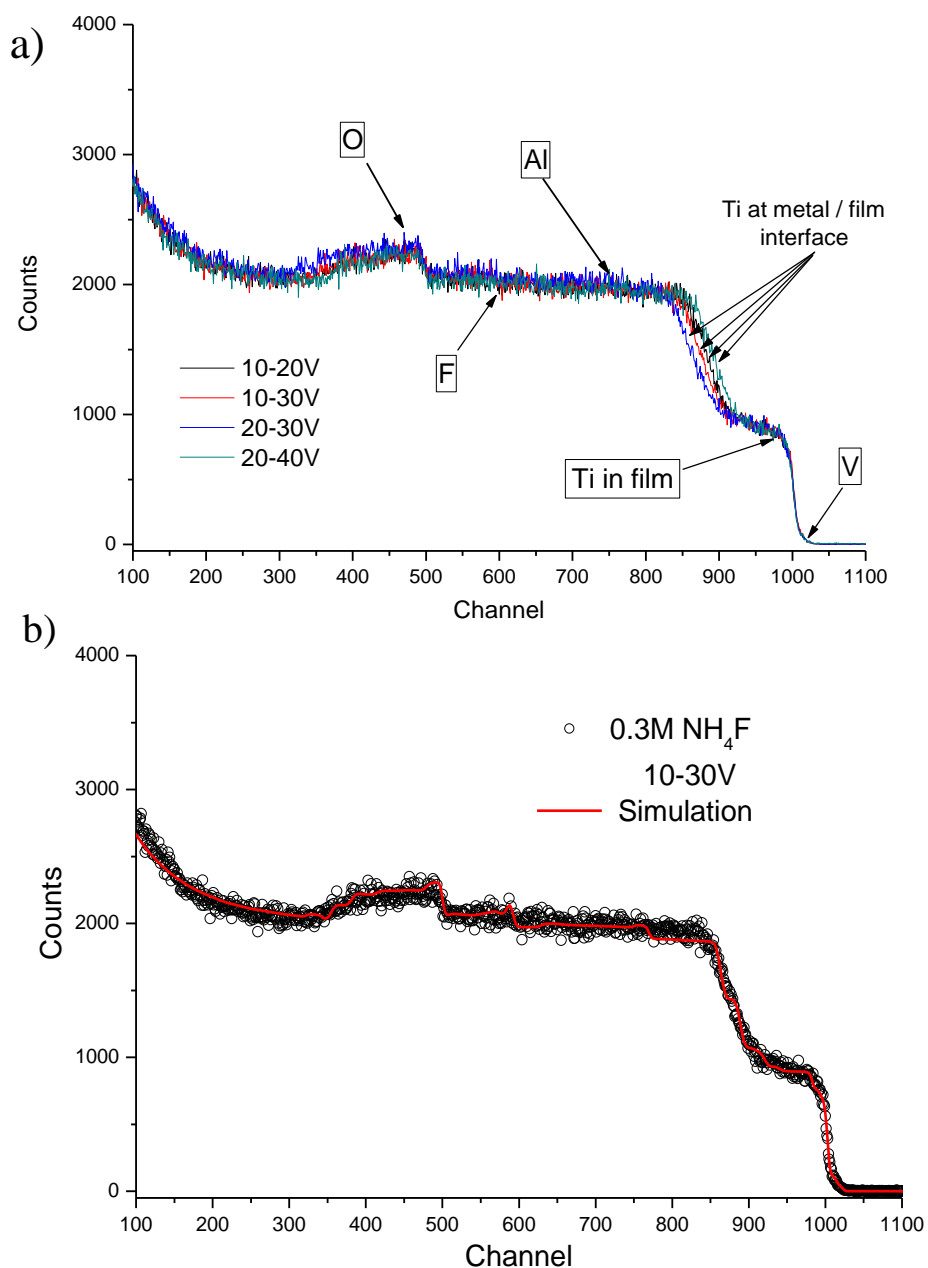 a)
4000
3000
2000
1000
0
Counts
O
Al
Ti at metal / film
interface
F
10-20V
10-30V
20-30V
20-40V
Ti in film
V
100 200 300 400 500 600 700 800 900 1000 1100
Channel
b)
4000
3000
2000
1000
0
Counts
0.3M NH₄F
10-30V
Simulation
100 200 300 400 500 600 700 800 900 1000 1100
Channel